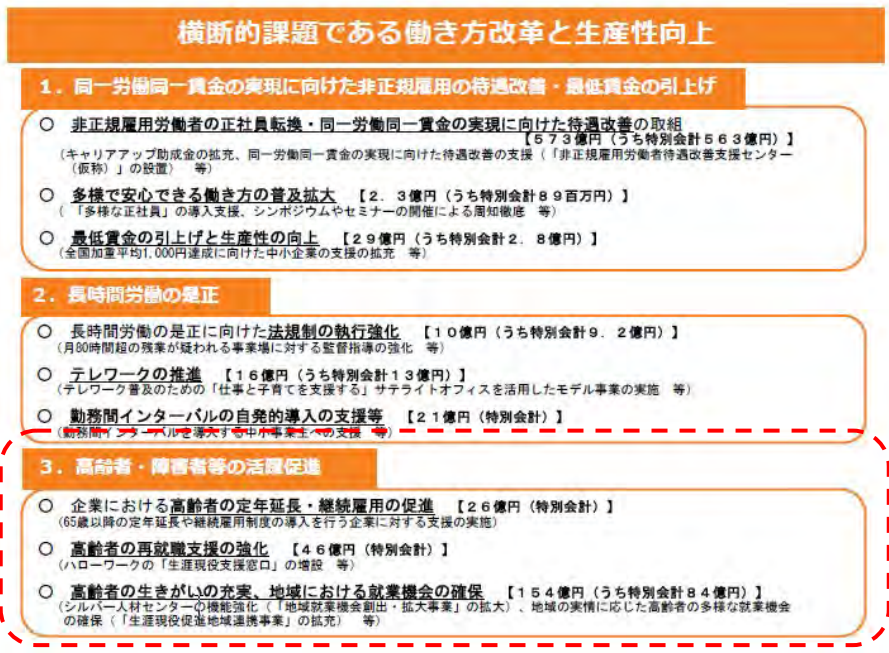 横断的課題である働き方改革と生産性向上
１．同一労働同一賃金の実現に向けた非正規雇用の待遇改善・最低賃金の引上げ
○ 非正規雇用労働者の正社員転換・同一労働同一賃金の実現に向けた待遇改善の取組
【５７３億円（うち特別会計５６３億円）】
（キャリアアップ助成金の拡充、同一労働同一賃金の実現に向けた待遇改善の支援（「非正規雇用労働者待遇改善支援センター
（仮称）」の設置） 等）
○ 多様で安心できる働き方の普及拡大 【２．３億円（うち特別会計８９百万円）】
（「多様な正社員」の導入支援、シンポジウムやセミナーの開催による周知徹底 等）
○ 最低賃金の引上げと生産性の向上 【２９億円（うち特別会計２．８億円）】
（全国加重平均1,000円達成に向けた中小企業の支援の拡充 等）
２．長時間労働の是正
○ 長時間労働の是正に向けた法規制の執行強化 【１０億円（うち特別会計９．２億円）】
（月80時間超の残業が疑われる事業場に対する監督指導の強化 等）
○ テレワークの推進 【１６億円（うち特別会計１３億円）】
（テレワーク普及のための「仕事と子育てを支援する」サテライトオフィスを活用したモデル事業の実施 等）
○ 勤務間インターバルの自発的導入の支援等 【２１億円（特別会計）】
（勤務間インターバルを導入する中小事業主への支援 等）
３．高齢者・障害者等の活躍促進
○ 企業における高齢者の定年延長・継続雇用の促進 【２６億円（特別会計）】
（65歳以降の定年延長や継続雇用制度の導入を行う企業に対する支援の実施）
○ 高齢者の再就職支援の強化 【４６億円（特別会計）】
（ハローワークの「生涯現役支援窓口」の増設 等）
○ 高齢者の生きがいの充実、地域における就業機会の確保 【１５４億円（うち特別会計８４億円）】
（シルバー人材センターの機能強化（「地域就業機会創出・拡大事業」の拡大）、地域の実情に応じた高齢者の多様な就業機会
の確保（「生涯現役促進地域連携事業」の拡充） 等）